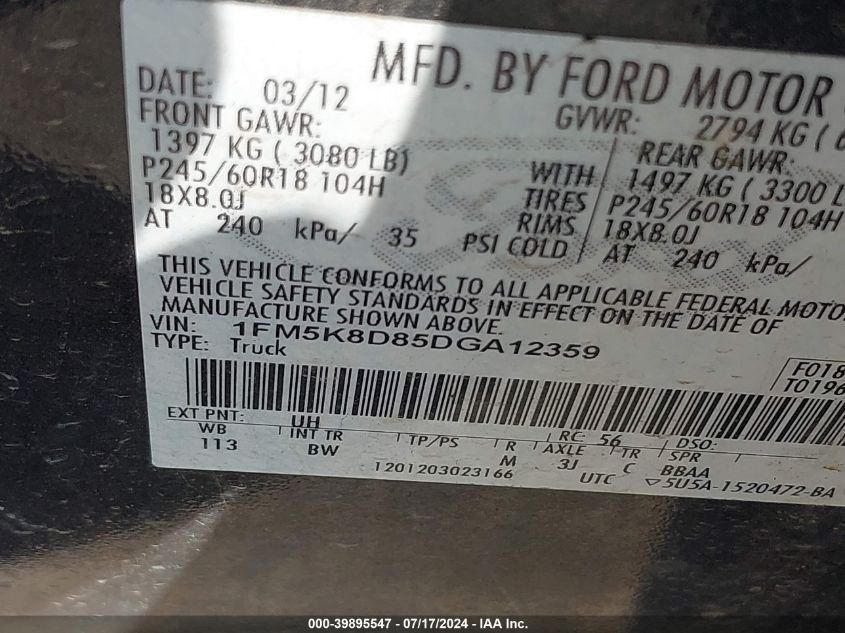 MFD. BY FORD MOTOR
DATE: 03/12 GVWR: 2794 KG (
FRONT GAWR: REAR GAWR:
1397 KG ( 3080 LB) WITH 1497 KG ( 3300 L
P245/60R18 104H TIRES P245/60R18 104H
18X8.0J RIMS 18X8.0J
AT 240 kPa/ 35 PSI COLD AT 240 kPa/
THIS VEHICLE CONFORMS TO ALL APPLICABLE FEDERAL MOTO
VEHICLE SAFETY STANDARDS IN EFFECT ON THE DATE OF
MANUFACTURE SHOWN ABOVE.
VIN: 1FM5K8D85DGA12359
TYPE: Truck
F018
T0196
EXT PNT: UH RC: 56 DSO:
WB INT TR TP/PS R AXLE TR SPR
113 BW M 3J C BBAA
1201203023166 UTC ▽5U5A-1520472-BA
000-39895547 - 07/17/2024 - IAAI, Inc.